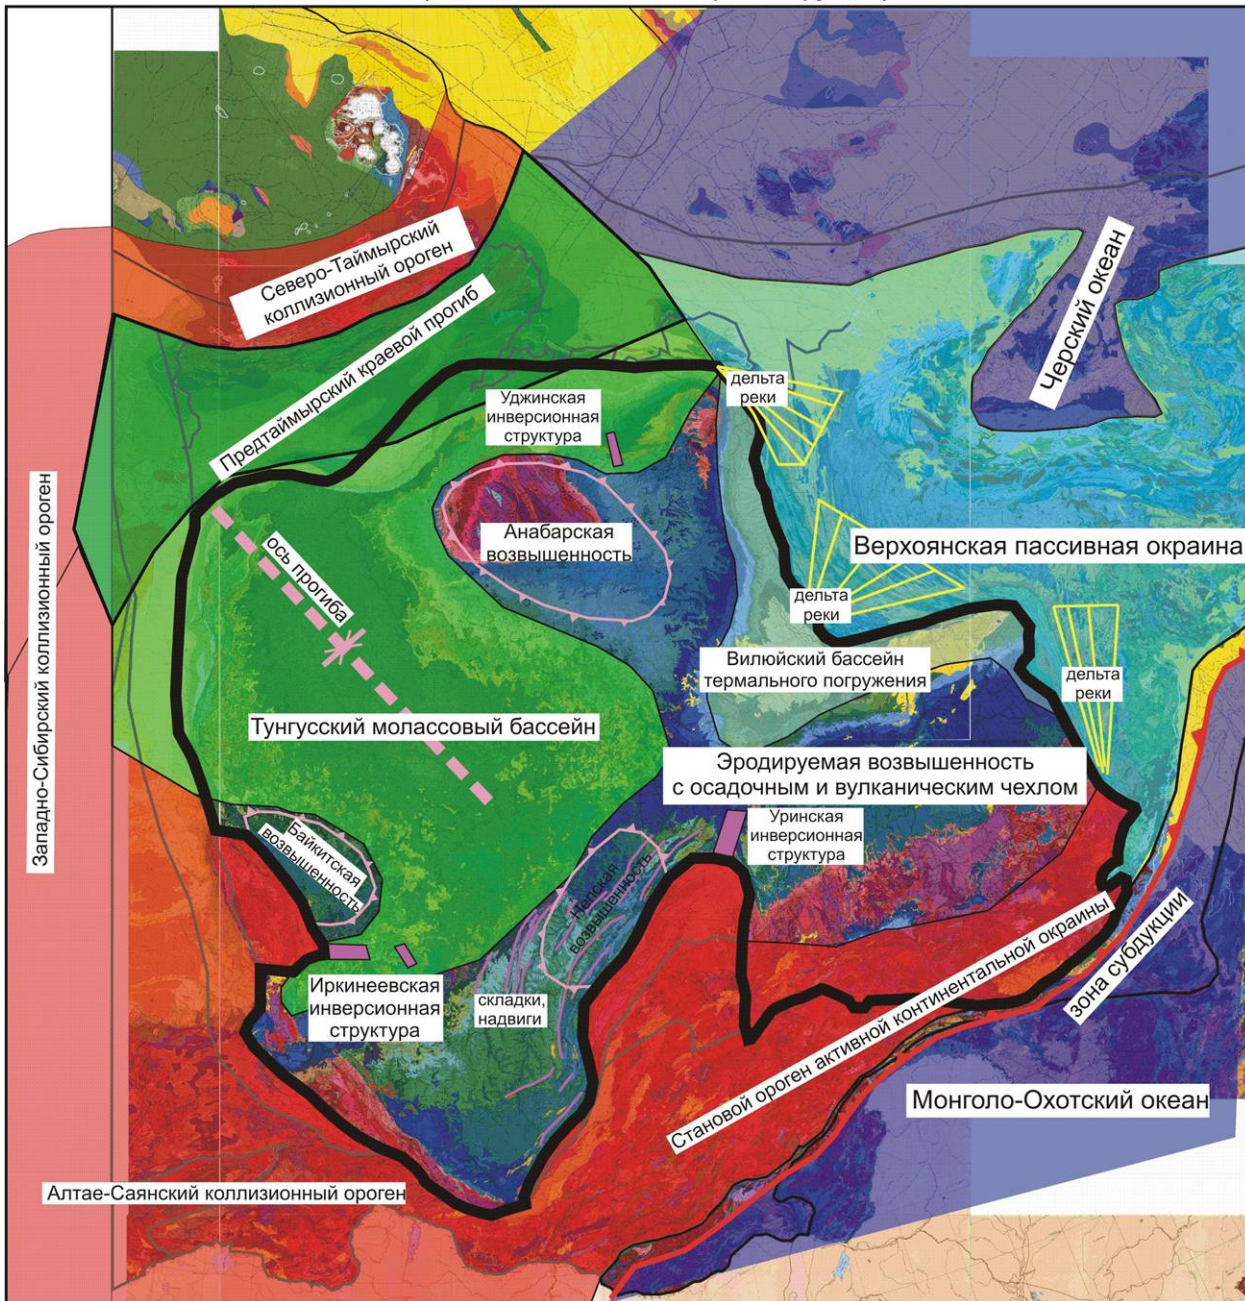 Северо-Таймырский
коллизионный ороген
Черский океан
Предтаймырский краевой прогиб
дельта
реки
Уджинская
инверсионная
структура
Западно-Сибирский коллизионный ороген
ось прогиба
Анабарская
возвышенность
Верхоянская пассивная окраина
дельта
реки
Вилюйский бассейн
термального погружения
дельта
реки
Тунгусский молассовый бассейн
Эродируемая возвышенность
с осадочным и вулканическим чехлом
Байкитская
возвышенность
Непская
возвышенность
Уринская
инверсионная
структура
Иркинеевская
инверсионная
структура
складки,
надвиги
Становой ороген активной континентальной окраины
зона субдукции
Монголо-Охотский океан
Алтае-Саянский коллизионный ороген